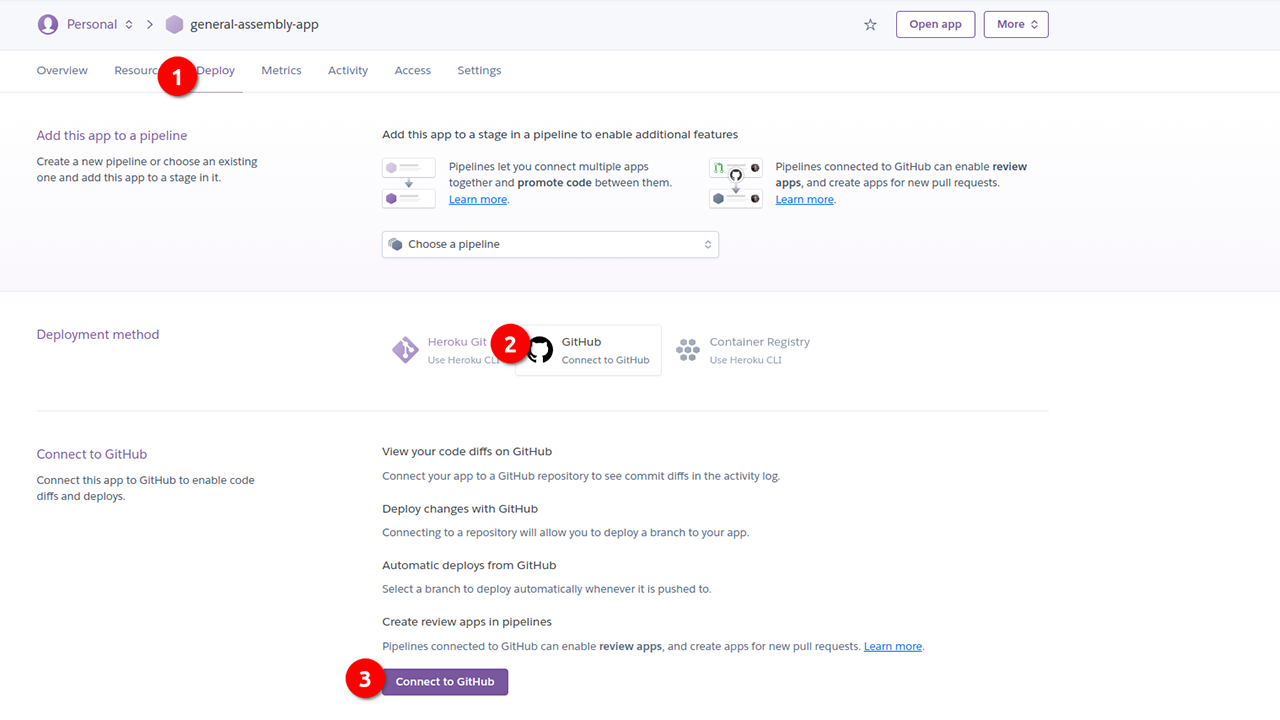 Personal general-assembly-app Open app More
Overview Resourc 1 Deploy Metrics Activity Access Settings
Add this app to a pipeline
Create a new pipeline or choose an existing
one and add this app to a stage in it.
Add this app to a stage in a pipeline to enable additional features
Pipelines let you connect multiple apps
together and promote code between them.
Learn more.
Pipelines connected to GitHub can enable review
apps, and create apps for new pull requests.
Learn more.
Choose a pipeline
Deployment method
Heroku Git
Use Heroku CLI
2
GitHub
Connect to GitHub
Container Registry
Use Heroku CLI
Connect to GitHub
Connect this app to GitHub to enable code
diffs and deploys.
View your code diffs on GitHub
Connect your app to a GitHub repository to see commit diffs in the activity log.
Deploy changes with GitHub
Connecting to a repository will allow you to deploy a branch to your app.
Automatic deploys from GitHub
Select a branch to deploy automatically whenever it is pushed to.
Create review apps in pipelines
Pipelines connected to GitHub can enable review apps, and create apps for new pull requests. Learn more.
3 Connect to GitHub